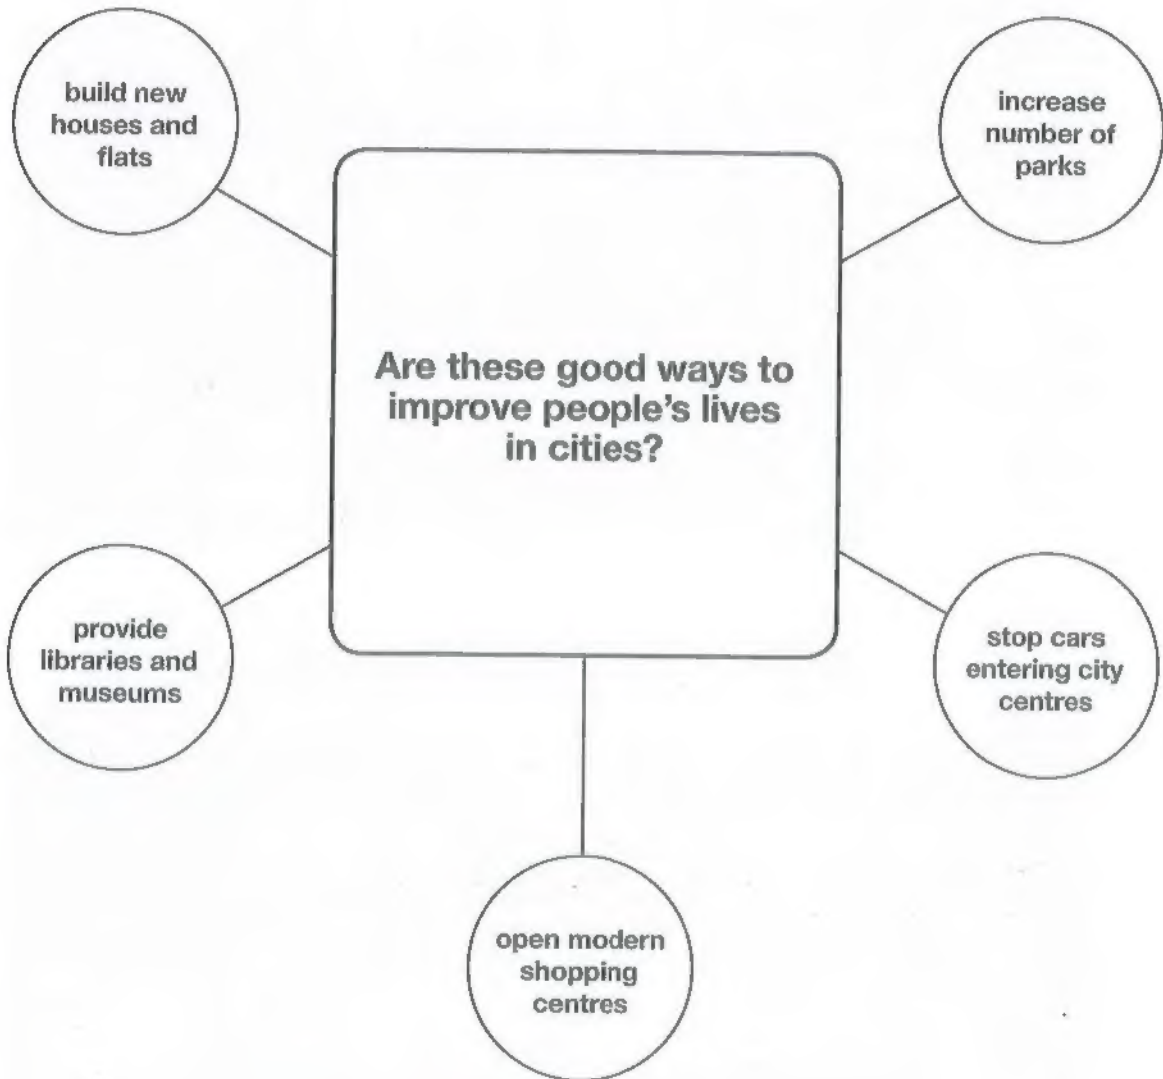 build new
houses and
flats
increase
number of
parks
Are these good ways to
improve people's lives
in cities?
provide
libraries and
museums
stop cars
entering city
centres
open modern
shopping
centres